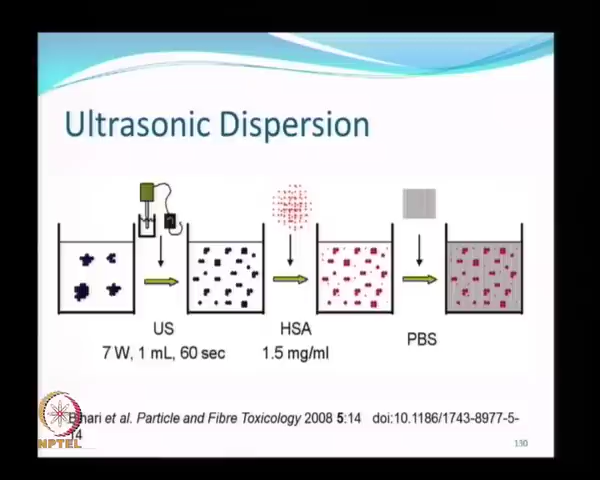 Ultrasonic Dispersion
US
7 W, 1 mL, 60 sec
HSA
1.5 mg/ml
PBS
Bihari et al. Particle and Fibre Toxicology 2008 5:14 doi:10.1186/1743-8977-5-
14
NPTEL
130